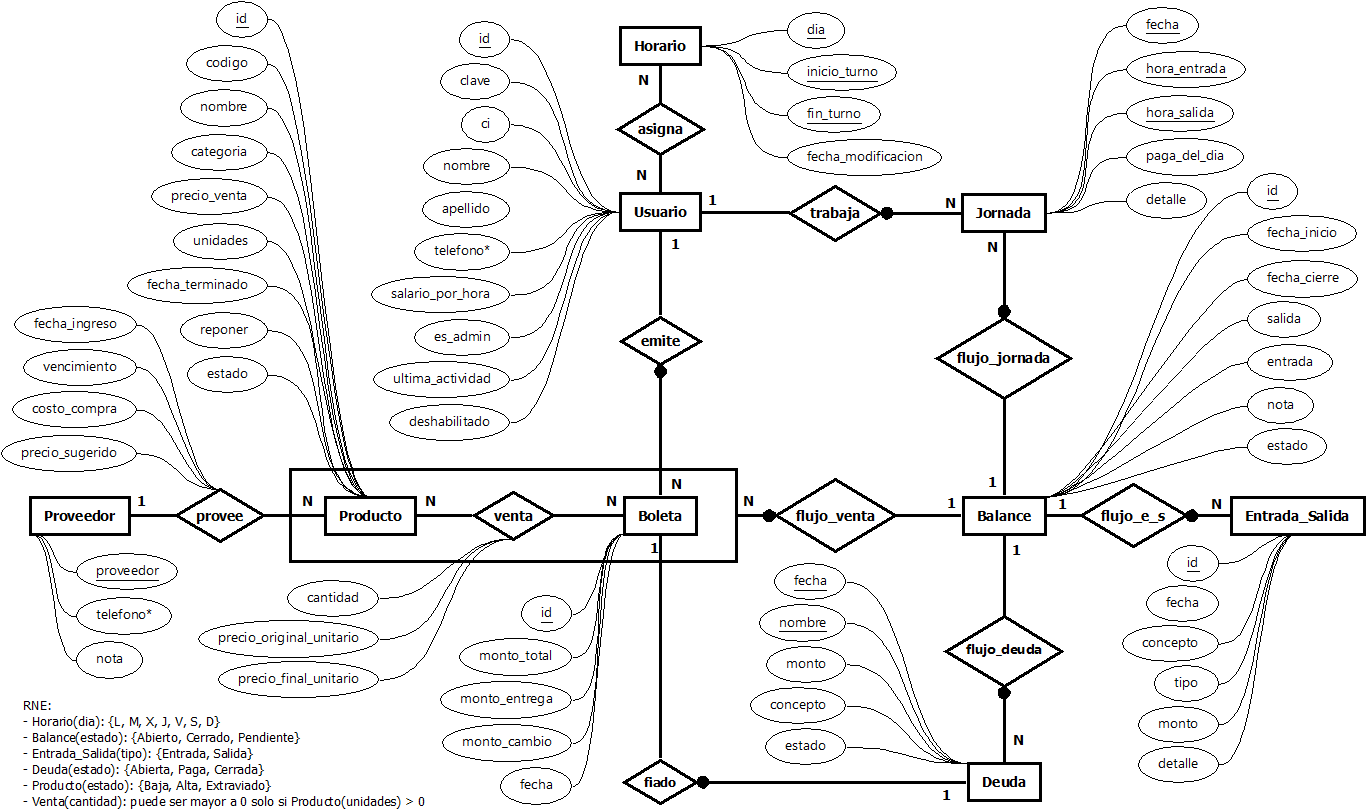 id
codigo
nombre
categoria
precio_venta
unidades
fecha_terminado
reponer
estado
fecha_ingreso
vencimiento
costo_compra
precio_sugerido
id
clave
ci
nombre
apellido
telefono*
salario_por_hora
es_admin
ultima_actividad
deshabilitado
Horario
dia
inicio_turno
fin_turno
fecha_modificacion
N
asigna
N
Usuario
1
trabaja
N
Jornada
fecha
hora_entrada
hora_salida
paga_del_dia
detalle
1
emite
N
N
flujo_jornada
1
id
fecha_inicio
fecha_cierre
salida
entrada
nota
estado
Proveedor
1
provee
N
Producto
N
venta
N
Boleta
N
flujo_venta
1
Balance
1
flujo_e_s
N
Entrada_Salida
proveedor
telefono*
nota
cantidad
precio_original_unitario
precio_final_unitario
1
id
monto_total
monto_entrega
monto_cambio
fecha
fecha
nombre
monto
concepto
estado
1
flujo_deuda
N
id
fecha
concepto
tipo
monto
detalle
fiado
1
Deuda
RNE:
- Horario(dia): {L, M, X, J, V, S, D}
- Balance(estado): {Abierto, Cerrado, Pendiente}
- Entrada_Salida(tipo): {Entrada, Salida}
- Deuda(estado): {Abierta, Paga, Cerrada}
- Producto(estado): {Baja, Alta, Extraviado}
- Venta(cantidad): puede ser mayor a 0 solo si Producto(unidades) > 0